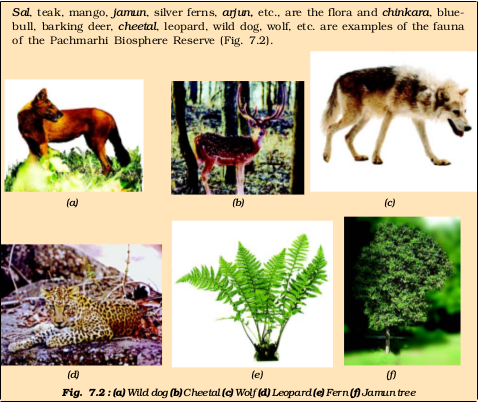 Sal, teak, mango, jamun, silver ferns, arjun, etc., are the flora and chinkara, blue-
bull, barking deer, cheetal, leopard, wild dog, wolf, etc. are examples of the fauna
of the Pachmarhi Biosphere Reserve (Fig. 7.2).
(a)
(b)
(c)
(d)
(e)
(f)
Fig. 7.2 : (a) Wild dog (b) Cheetal (c) Wolf (d) Leopard (e) Fern (f) Jamun tree